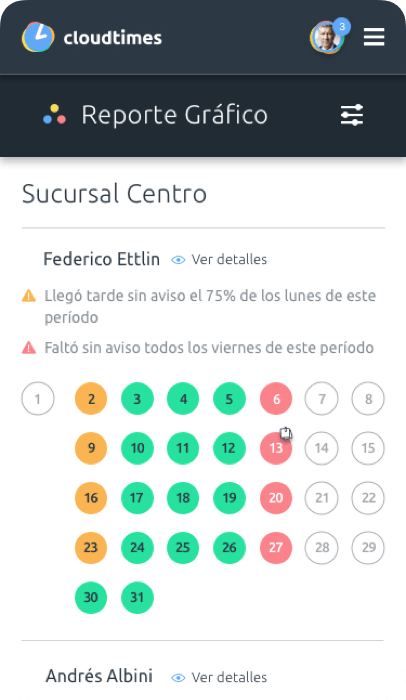 cloudtimes
3
Reporte Gráfico
Sucursal Centro
Federico Ettlin Ver detalles
Llegó tarde sin aviso el 75% de los lunes de este
período
Faltó sin aviso todos los viernes de este período
1 2 3 4 5 6 7 8
9 10 11 12 13 14 15
16 17 18 19 20 21 22
23 24 25 26 27 28 29
30 31
Andrés Albini Ver detalles